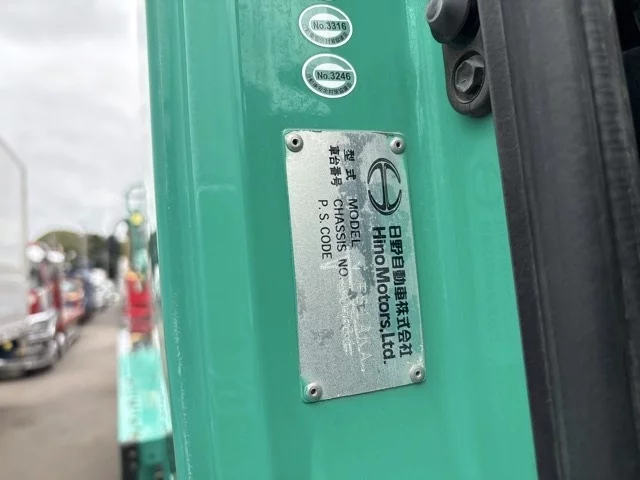 No.3316
No.3246
日野自動車株式会社
HinoMotors,Ltd.
型式 MODEL
車台番号 CHASSIS NO
P.S.CODE